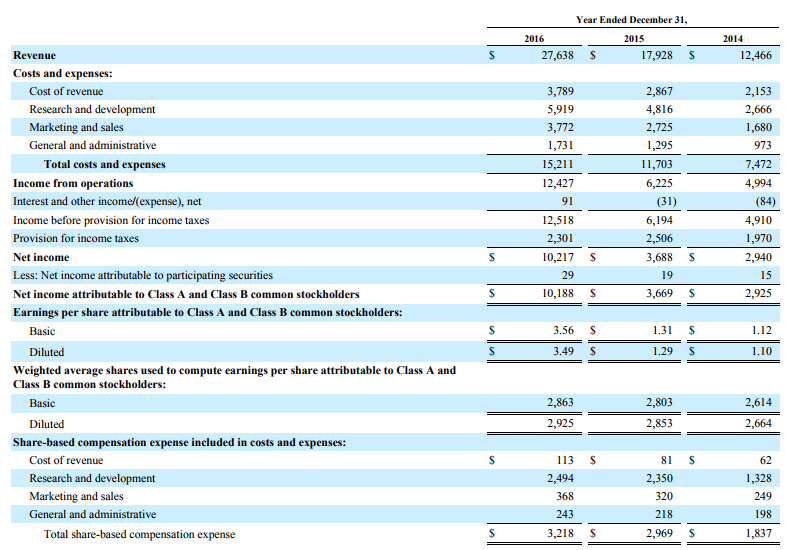 Year Ended December 31,
2016 2015 2014
Revenue $ 27,638 $ 17,928 $ 12,466
Costs and expenses:
Cost of revenue 3,789 2,867 2,153
Research and development 5,919 4,816 2,666
Marketing and sales 3,772 2,725 1,680
General and administrative 1,731 1,295 973
Total costs and expenses 15,211 11,703 7,472
Income from operations 12,427 6,225 4,994
Interest and other income/(expense), net 91 (31) (84)
Income before provision for income taxes 12,518 6,194 4,910
Provision for income taxes 2,301 2,506 1,970
Net income $ 10,217 $ 3,688 $ 2,940
Less: Net income attributable to participating securities 29 19 15
Net income attributable to Class A and Class B common stockholders $ 10,188 $ 3,669 $ 2,925
Earnings per share attributable to Class A and Class B common stockholders:
Basic $ 3.56 $ 1.31 $ 1.12
Diluted $ 3.49 $ 1.29 $ 1.10
Weighted average shares used to compute earnings per share attributable to Class A and
Class B common stockholders:
Basic 2,863 2,803 2,614
Diluted 2,925 2,853 2,664
Share-based compensation expense included in costs and expenses:
Cost of revenue $ 113 $ 81 $ 62
Research and development 2,494 2,350 1,328
Marketing and sales 368 320 249
General and administrative 243 218 198
Total share-based compensation expense $ 3,218 $ 2,969 $ 1,837